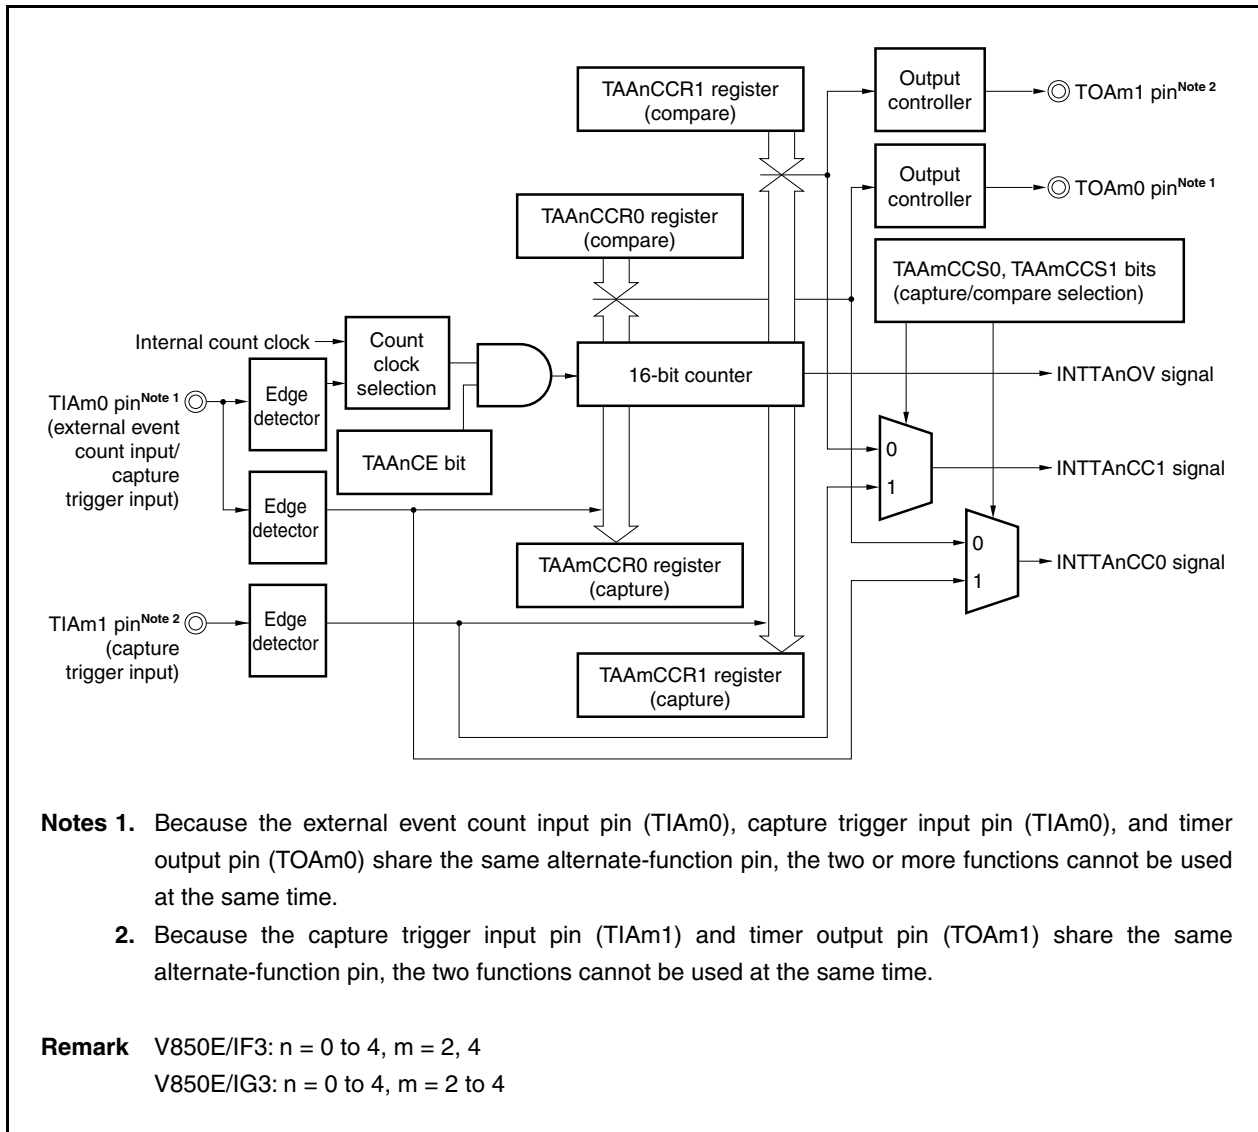 TAAnCCR1 register
(compare)
Output
controller
TOAm1 pinNote 2
Output
controller
TOAm0 pinNote 1
TAAnCCR0 register
(compare)
TAAmCCS0, TAAmCCS1 bits
(capture/compare selection)
Internal count clock
Count
clock
selection
16-bit counter
INTTAnOV signal
TIAm0 pinNote 1
(external event
count input/
capture
trigger input)
Edge
detector
TAAnCE bit
0
1
INTTAnCC1 signal
Edge
detector
0
1
INTTAnCC0 signal
TAAmCCR0 register
(capture)
TIAm1 pinNote 2
(capture
trigger input)
Edge
detector
TAAmCCR1 register
(capture)
Notes 1. Because the external event count input pin (TIAm0), capture trigger input pin (TIAm0), and timer
output pin (TOAm0) share the same alternate-function pin, the two or more functions cannot be used
at the same time.
2. Because the capture trigger input pin (TIAm1) and timer output pin (TOAm1) share the same
alternate-function pin, the two functions cannot be used at the same time.
Remark V850E/IF3: n = 0 to 4, m = 2, 4
V850E/IG3: n = 0 to 4, m = 2 to 4